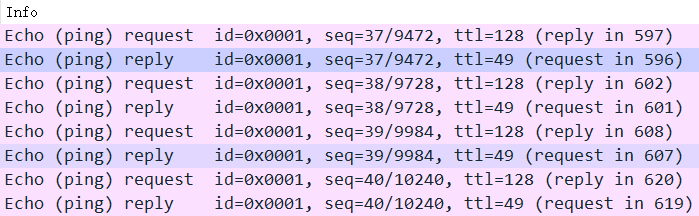 Info
Echo (ping) request  id=0x0001, seq=37/9472, ttl=128 (reply in 597)
Echo (ping) reply    id=0x0001, seq=37/9472, ttl=49 (request in 596)
Echo (ping) request  id=0x0001, seq=38/9728, ttl=128 (reply in 602)
Echo (ping) reply    id=0x0001, seq=38/9728, ttl=49 (request in 601)
Echo (ping) request  id=0x0001, seq=39/9984, ttl=128 (reply in 608)
Echo (ping) reply    id=0x0001, seq=39/9984, ttl=49 (request in 607)
Echo (ping) request  id=0x0001, seq=40/10240, ttl=128 (reply in 620)
Echo (ping) reply    id=0x0001, seq=40/10240, ttl=49 (request in 619)